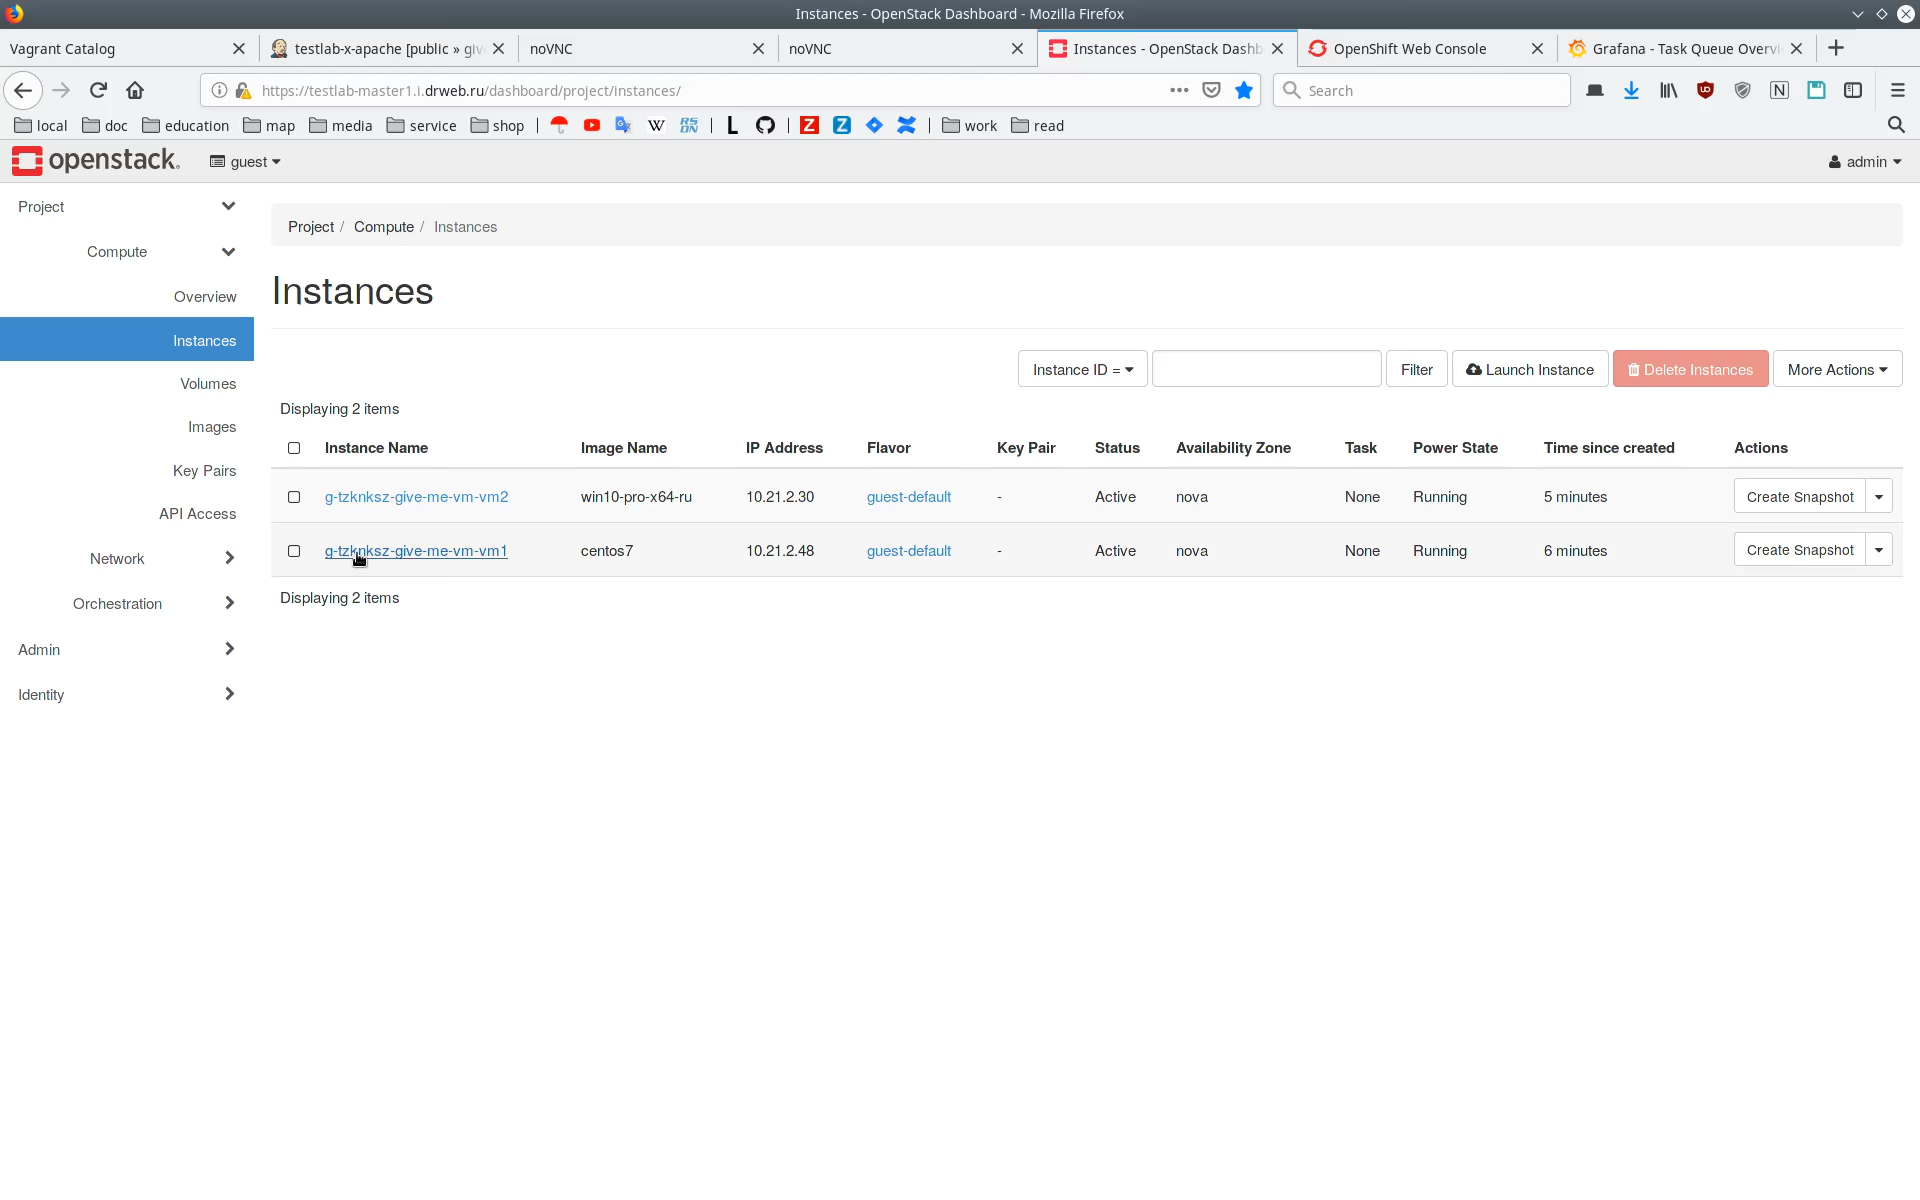 Instances - OpenStack Dashboard - Mozilla Firefox
Vagrant Catalog
testlab-x-apache [public » giv
noVNC
noVNC
Instances - OpenStack Dashb
OpenShift Web Console
Grafana - Task Queue Overvi
https://testlab-master1.i.drweb.ru/dashboard/project/instances/
Search
local doc education map media service shop work read
openstack. guest admin
Project
Compute
Overview
Instances
Volumes
Images
Key Pairs
API Access
Network
Orchestration
Admin
Identity
Project / Compute / Instances
Instances
Instance ID = Filter Launch Instance Delete Instances More Actions
Displaying 2 items
Instance Name Image Name IP Address Flavor Key Pair Status Availability Zone Task Power State Time since created Actions
g-tzknksz-give-me-vm-vm2 win10-pro-x64-ru 10.21.2.30 guest-default - Active nova None Running 5 minutes Create Snapshot
g-tzknksz-give-me-vm-vm1 centos7 10.21.2.48 guest-default - Active nova None Running 6 minutes Create Snapshot
Displaying 2 items